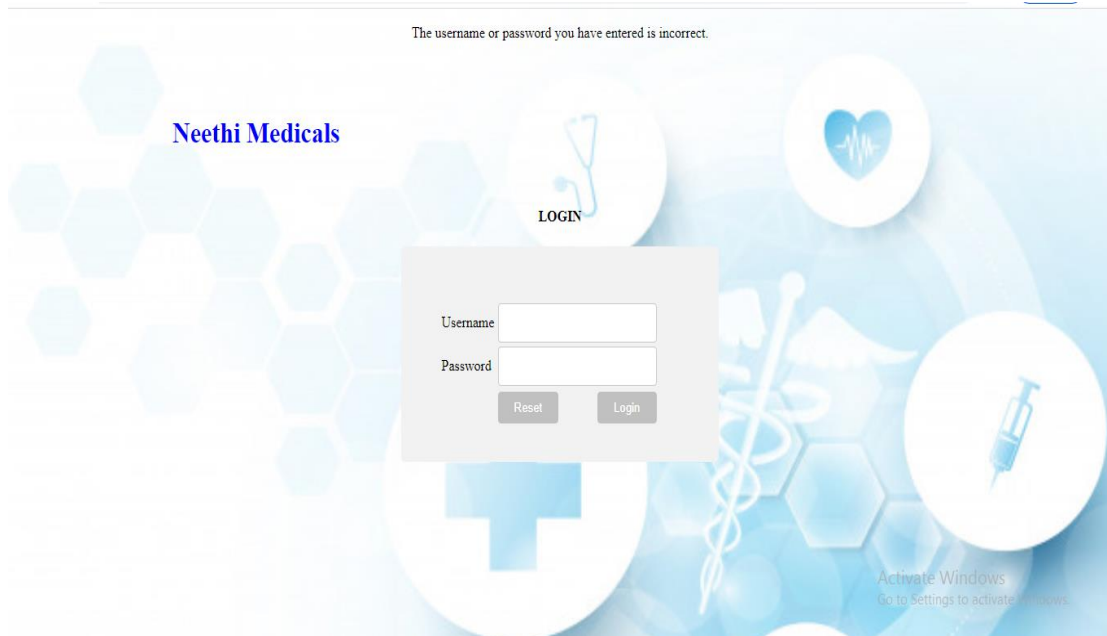 The username or password you have entered is incorrect.
Neethi Medicals
LOGIN
Username
Password
Reset Login
Activate Windows
Go to Settings to activate Windows.